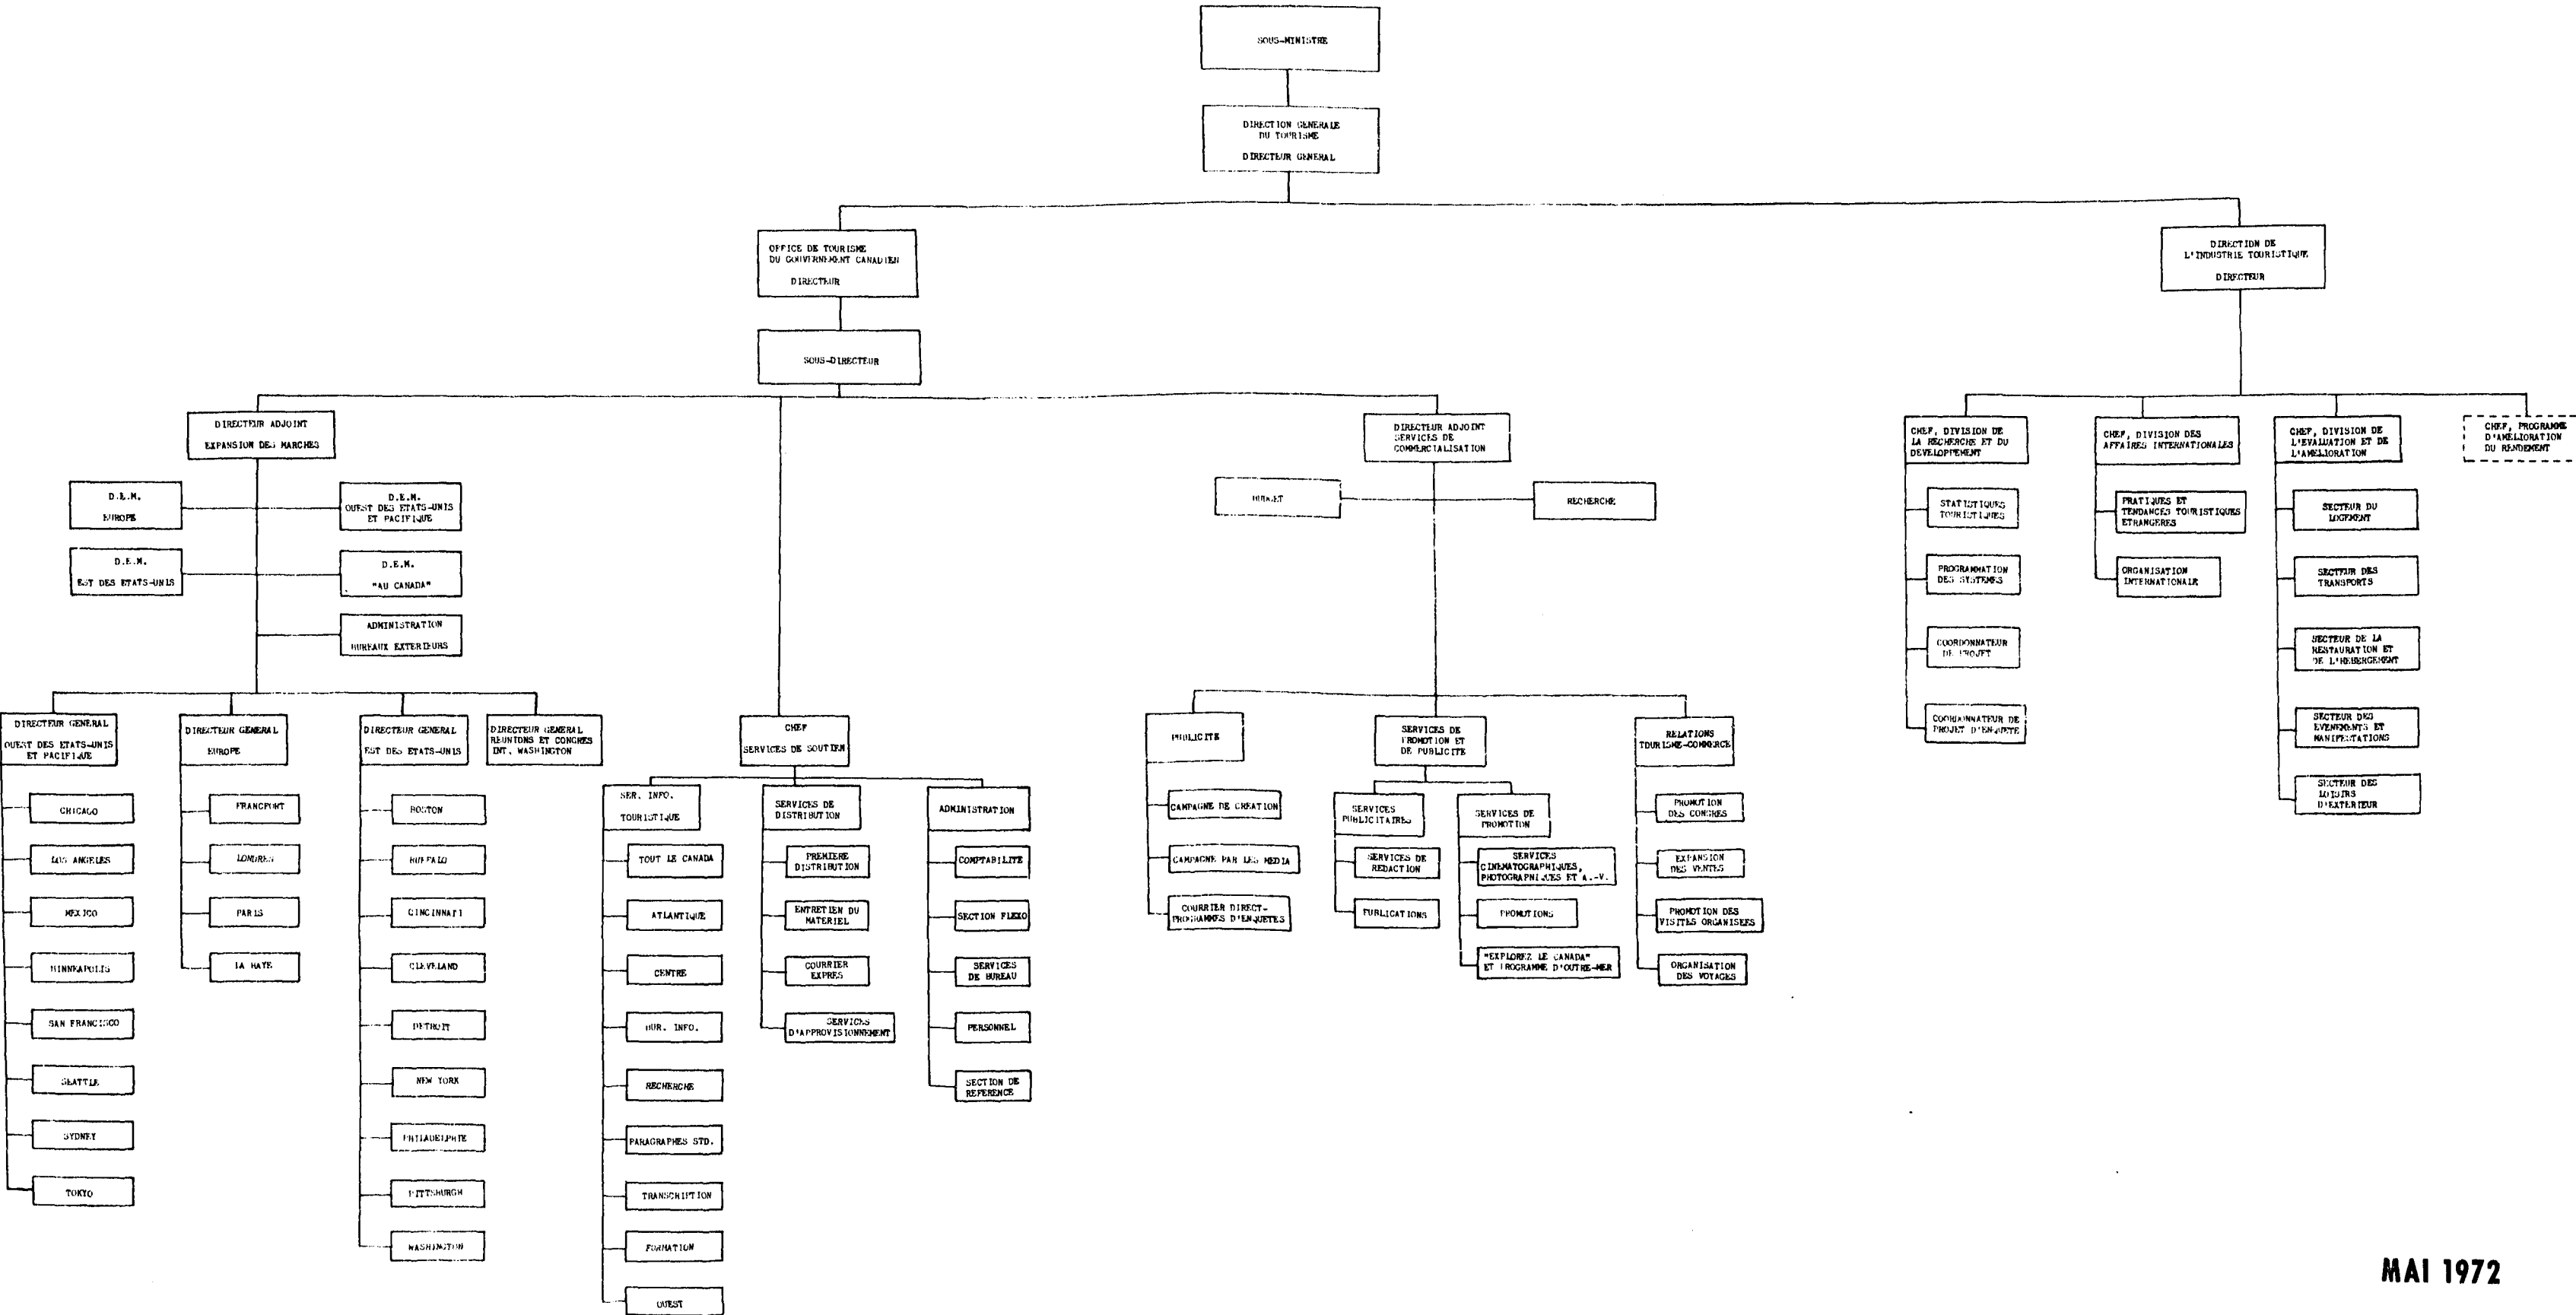 SOUS-MINISTRE
DIRECTION GENERALE
DU TOURISME
DIRECTEUR GENERAL
OFFICE DE TOURISME
DU GOUVERNEMENT CANADIEN
DIRECTEUR
DIRECTION DE
L'INDUSTRIE TOURISTIQUE
DIRECTEUR
SOUS-DIRECTEUR
DIRECTEUR ADJOINT
EXPANSION DES MARCHES
DIRECTEUR ADJOINT
SERVICES DE
COMMERCIALISATION
CHEF, DIVISION DE
LA RECHERCHE ET DU
DEVELOPPEMENT
CHEF, DIVISION DES
AFFAIRES INTERNATIONALES
CHEF, DIVISION DE
L'EVALUATION ET DE
L'AMELIORATION
CHEF, PROGRAMME
D'AMELIORATION
DU RENDEMENT
D.E.M.
EUROPE
D.E.M.
OUEST DES ETATS-UNIS
ET PACIFIQUE
D.E.M.
EST DES ETATS-UNIS
D.E.M.
"AU CANADA"
ADMINISTRATION
BUREAUX EXTERIEURS
BUDGET
RECHERCHE
STATISTIQUES
TOURISTIQUES
PROGRAMMATION
DES SYSTEMES
COORDONNATEUR
DE PROJET
COORDONNATEUR DE
PROJET D'ENQUETE
PRATIQUES ET
TENDANCES TOURISTIQUES
ETRANGERES
ORGANISATION
INTERNATIONALE
SECTEUR DU
LOGEMENT
SECTEUR DES
TRANSPORTS
SECTEUR DE LA
RESTAURATION ET
DE L'HEBERGEMENT
SECTEUR DES
EVENEMENTS ET
MANIFESTATIONS
SECTEUR DES
LOISIRS
D'EXTERIEUR
DIRECTEUR GENERAL
OUEST DES ETATS-UNIS
ET PACIFIQUE
CHICAGO
LOS ANGELES
MEXICO
MINNEAPOLIS
SAN FRANCISCO
SEATTLE
SYDNEY
TOKYO
DIRECTEUR GENERAL
EUROPE
FRANCFORT
LONDRES
PARIS
LA HAYE
DIRECTEUR GENERAL
EST DES ETATS-UNIS
BOSTON
BUFFALO
CINCINNATI
CLEVELAND
DETROIT
NEW YORK
PHILADELPHIE
PITTSBURGH
WASHINGTON
DIRECTEUR GENERAL
REUNIONS ET CONGRES
INT. WASHINGTON
CHEF
SERVICES DE SOUTIEN
SER. INFO.
TOURISTIQUE
TOUT LE CANADA
ATLANTIQUE
CENTRE
BUR. INFO.
RECHERCHE
PARAGRAPHES STD.
TRANSCRIPTION
FORMATION
OUEST
SERVICES DE
DISTRIBUTION
PREMIERE
DISTRIBUTION
ENTRETIEN DU
MATERIEL
COURRIER
EXPRES
SERVICES
D'APPROVISIONNEMENT
ADMINISTRATION
COMPTABILITE
SECTION FLEXO
SERVICES
DE BUREAU
PERSONNEL
SECTION DE
REFERENCE
PUBLICITE
CAMPAGNE DE CREATION
CAMPAGNE PAR LES MEDIA
COURRIER DIRECT-
PROGRAMMES D'ENQUETES
SERVICES DE
PROMOTION ET
DE PUBLICITE
SERVICES
PUBLICITAIRES
SERVICES DE
REDACTION
PUBLICATIONS
SERVICES DE
PROMOTION
SERVICES
CINEMATOGRAPHIQUES,
PHOTOGRAPHIQUES ET A.-V.
PROMOTIONS
"EXPLOREZ LE CANADA"
ET PROGRAMME D'OUTRE-MER
RELATIONS
TOURISME-COMMERCE
PROMOTION
DES CONGRES
EXPANSION
DES VENTES
PROMOTION DES
VISITES ORGANISEES
ORGANISATION
DES VOYAGES
MAI 1972